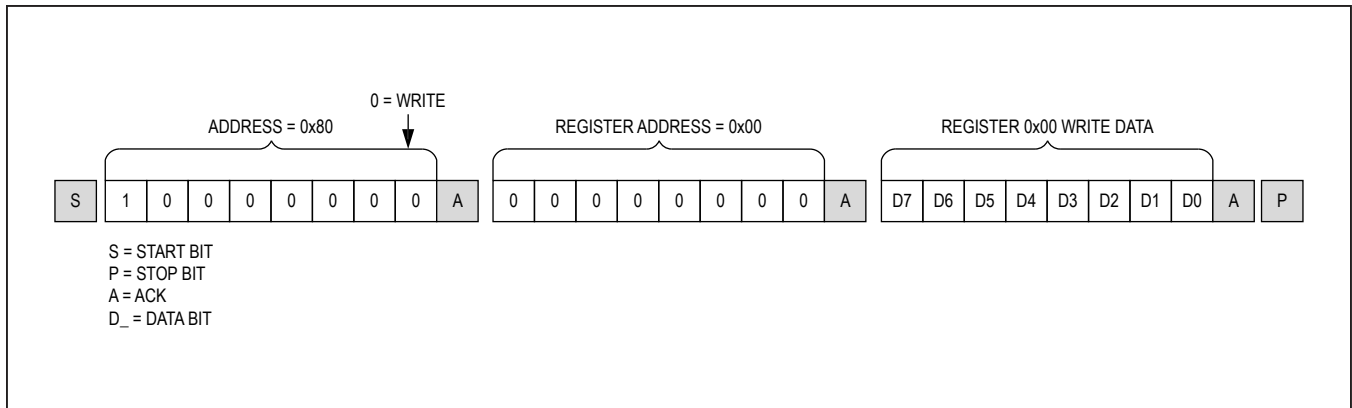 0 = WRITE
ADDRESS = 0x80 REGISTER ADDRESS = 0x00 REGISTER 0x00 WRITE DATA
S 1 0 0 0 0 0 0 0 A 0 0 0 0 0 0 0 0 A D7 D6 D5 D4 D3 D2 D1 D0 A P
S = START BIT
P = STOP BIT
A = ACK
D_ = DATA BIT